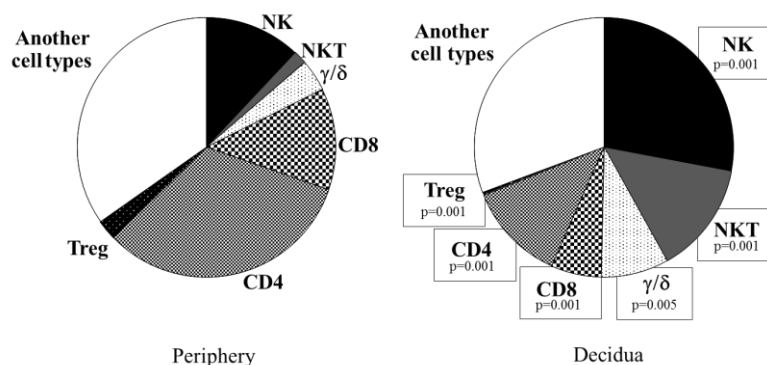 Another
cell types
NK
NKT
γ/δ
CD8
CD4
Treg
Periphery
Another
cell types
NK
p=0.001
NKT
p=0.001
γ/δ
p=0.005
CD8
p=0.001
CD4
p=0.001
Treg
p=0.001
Decidua